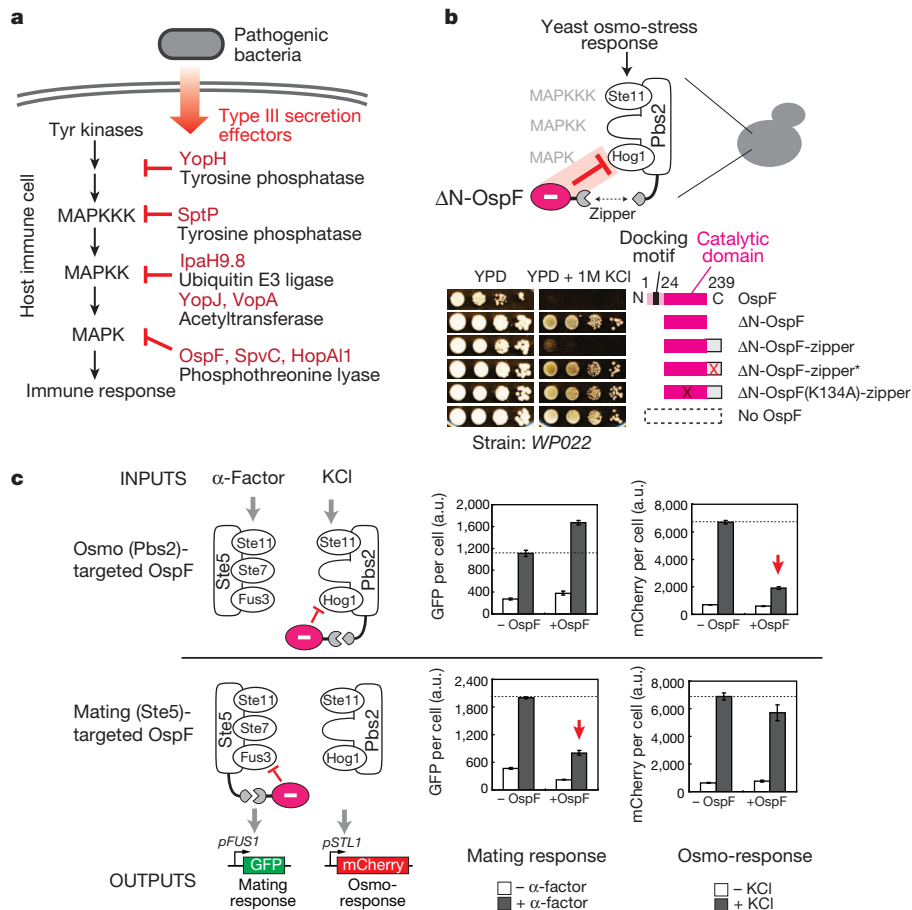 a
Pathogenic
bacteria
Type III secretion
effectors
Host immune cell
Tyr kinases
YopH
Tyrosine phosphatase
MAPKKK
SptP
Tyrosine phosphatase
MAPKK
IpaH9.8
Ubiquitin E3 ligase
YopJ, VopA
Acetyltransferase
MAPK
OspF, SpvC, HopAl1
Phosphothreonine lyase
Immune response
b
Yeast osmo-stress
response
MAPKKK
Ste11
MAPKK
Pbs2
MAPK
Hog1
−
ΔN-OspF
Zipper
Docking
motif
Catalytic
domain
YPD
YPD + 1M KCl
1 24 239
N C OspF
ΔN-OspF
ΔN-OspF-zipper
X ΔN-OspF-zipper*
X ΔN-OspF(K134A)-zipper
No OspF
Strain: WP022
c
INPUTS
α-Factor
KCl
Osmo (Pbs2)-
targeted OspF
Ste5
Ste11
Ste7
Fus3
Ste11
Hog1
Pbs2
−
GFP per cell (a.u.)
1,600
1,200
800
400
0
− OspF +OspF
mCherry per cell (a.u.)
8,000
6,000
4,000
2,000
0
− OspF +OspF
Mating (Ste5)-
targeted OspF
Ste5
Ste11
Ste7
Fus3
−
Ste11
Hog1
Pbs2
GFP per cell (a.u.)
2,400
1,800
1,200
600
0
− OspF +OspF
mCherry per cell (a.u.)
8,000
6,000
4,000
2,000
0
− OspF +OspF
OUTPUTS
pFUS1
GFP
Mating
response
pSTL1
mCherry
Osmo-
response
Mating response
− α-factor
+ α-factor
Osmo-response
− KCl
+ KCl